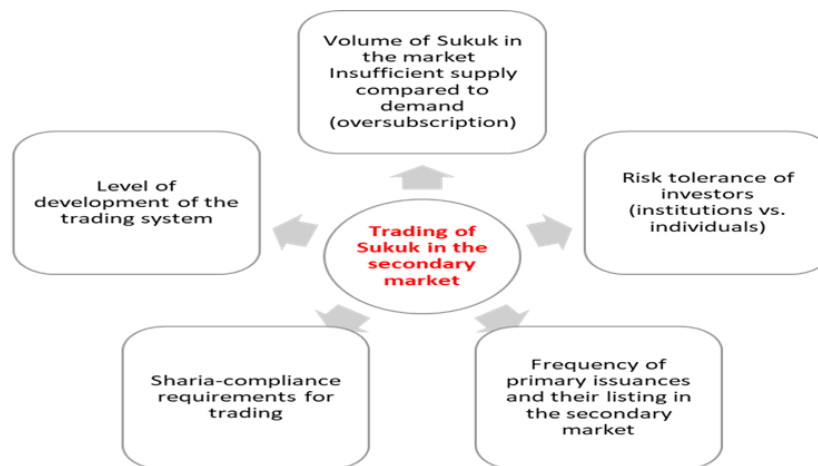 Volume of Sukuk in
the market
Insufficient supply
compared to
demand
(oversubscription)
Level of
development of the
trading system
Risk tolerance of
investors
(institutions vs.
individuals)
Trading of
Sukuk in the
secondary
market
Sharia-compliance
requirements for
trading
Frequency of
primary issuances
and their listing in
the secondary
market